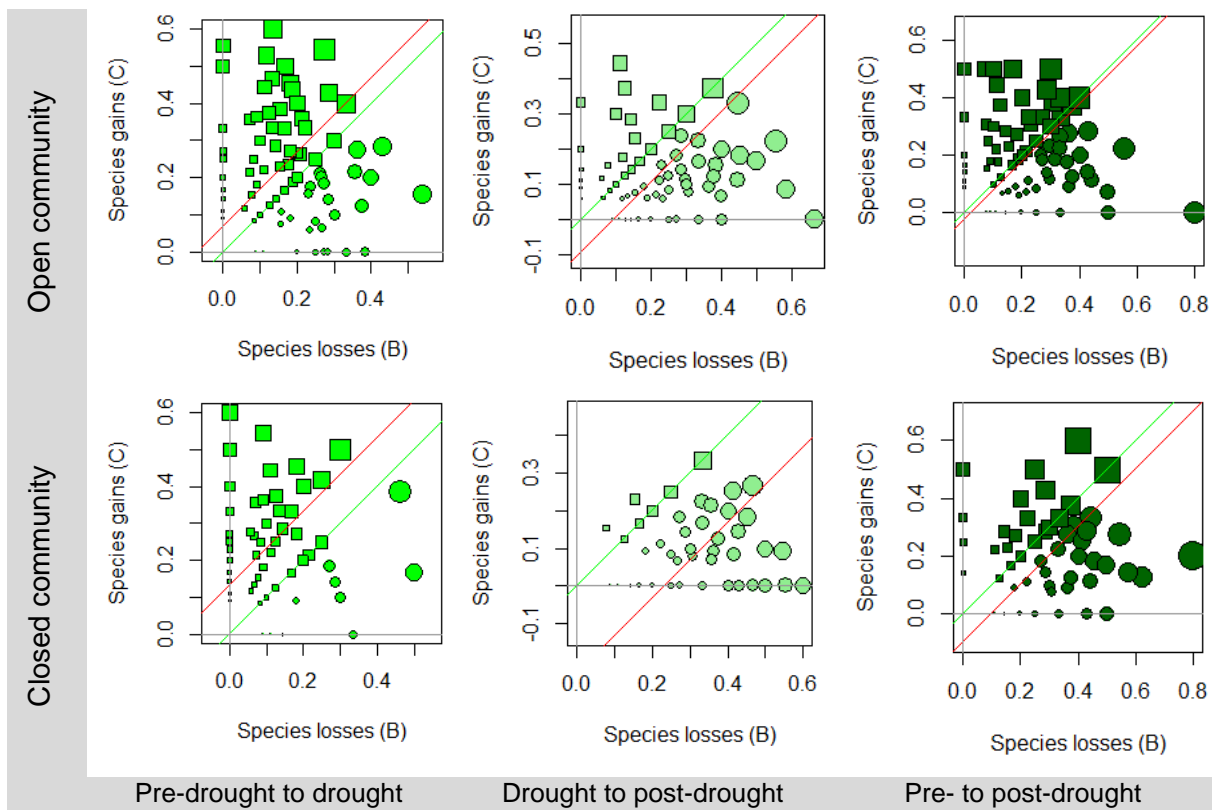 Open community
Species gains (C)
0.0 0.2 0.4 0.6
0.0 0.2 0.4
Species losses (B)
Species gains (C)
-0.1 0.1 0.3 0.5
0.0 0.2 0.4 0.6
Species losses (B)
Species gains (C)
0.0 0.2 0.4 0.6
0.0 0.2 0.4 0.6 0.8
Species losses (B)
Closed community
Species gains (C)
0.0 0.2 0.4 0.6
0.0 0.2 0.4
Species losses (B)
Species gains (C)
-0.1 0.1 0.3
0.0 0.1 0.2 0.3 0.4 0.5 0.6
Species losses (B)
Species gains (C)
0.0 0.2 0.4 0.6
0.0 0.2 0.4 0.6 0.8
Species losses (B)
Pre-drought to drought
Drought to post-drought
Pre- to post-drought